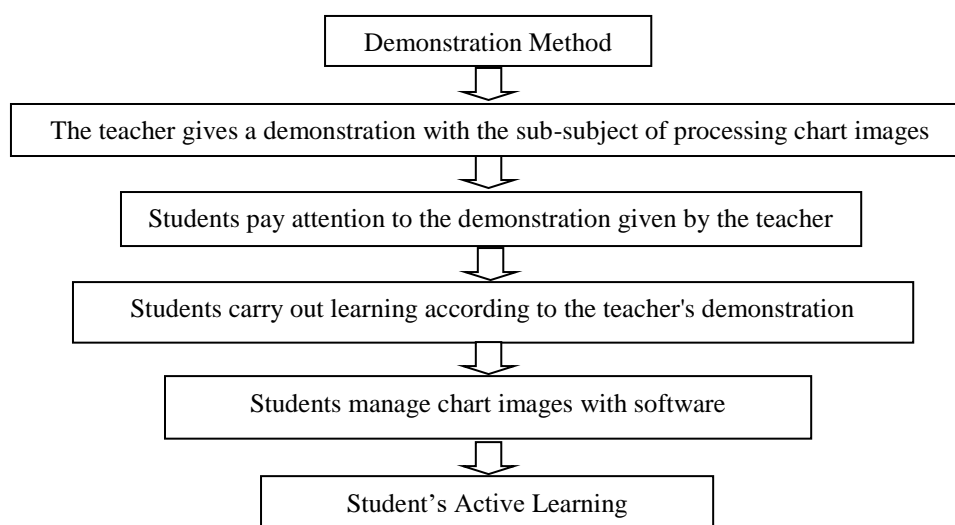 Demonstration Method
The teacher gives a demonstration with the sub-subject of processing chart images
Students pay attention to the demonstration given by the teacher
Students carry out learning according to the teacher's demonstration
Students manage chart images with software
Student’s Active Learning